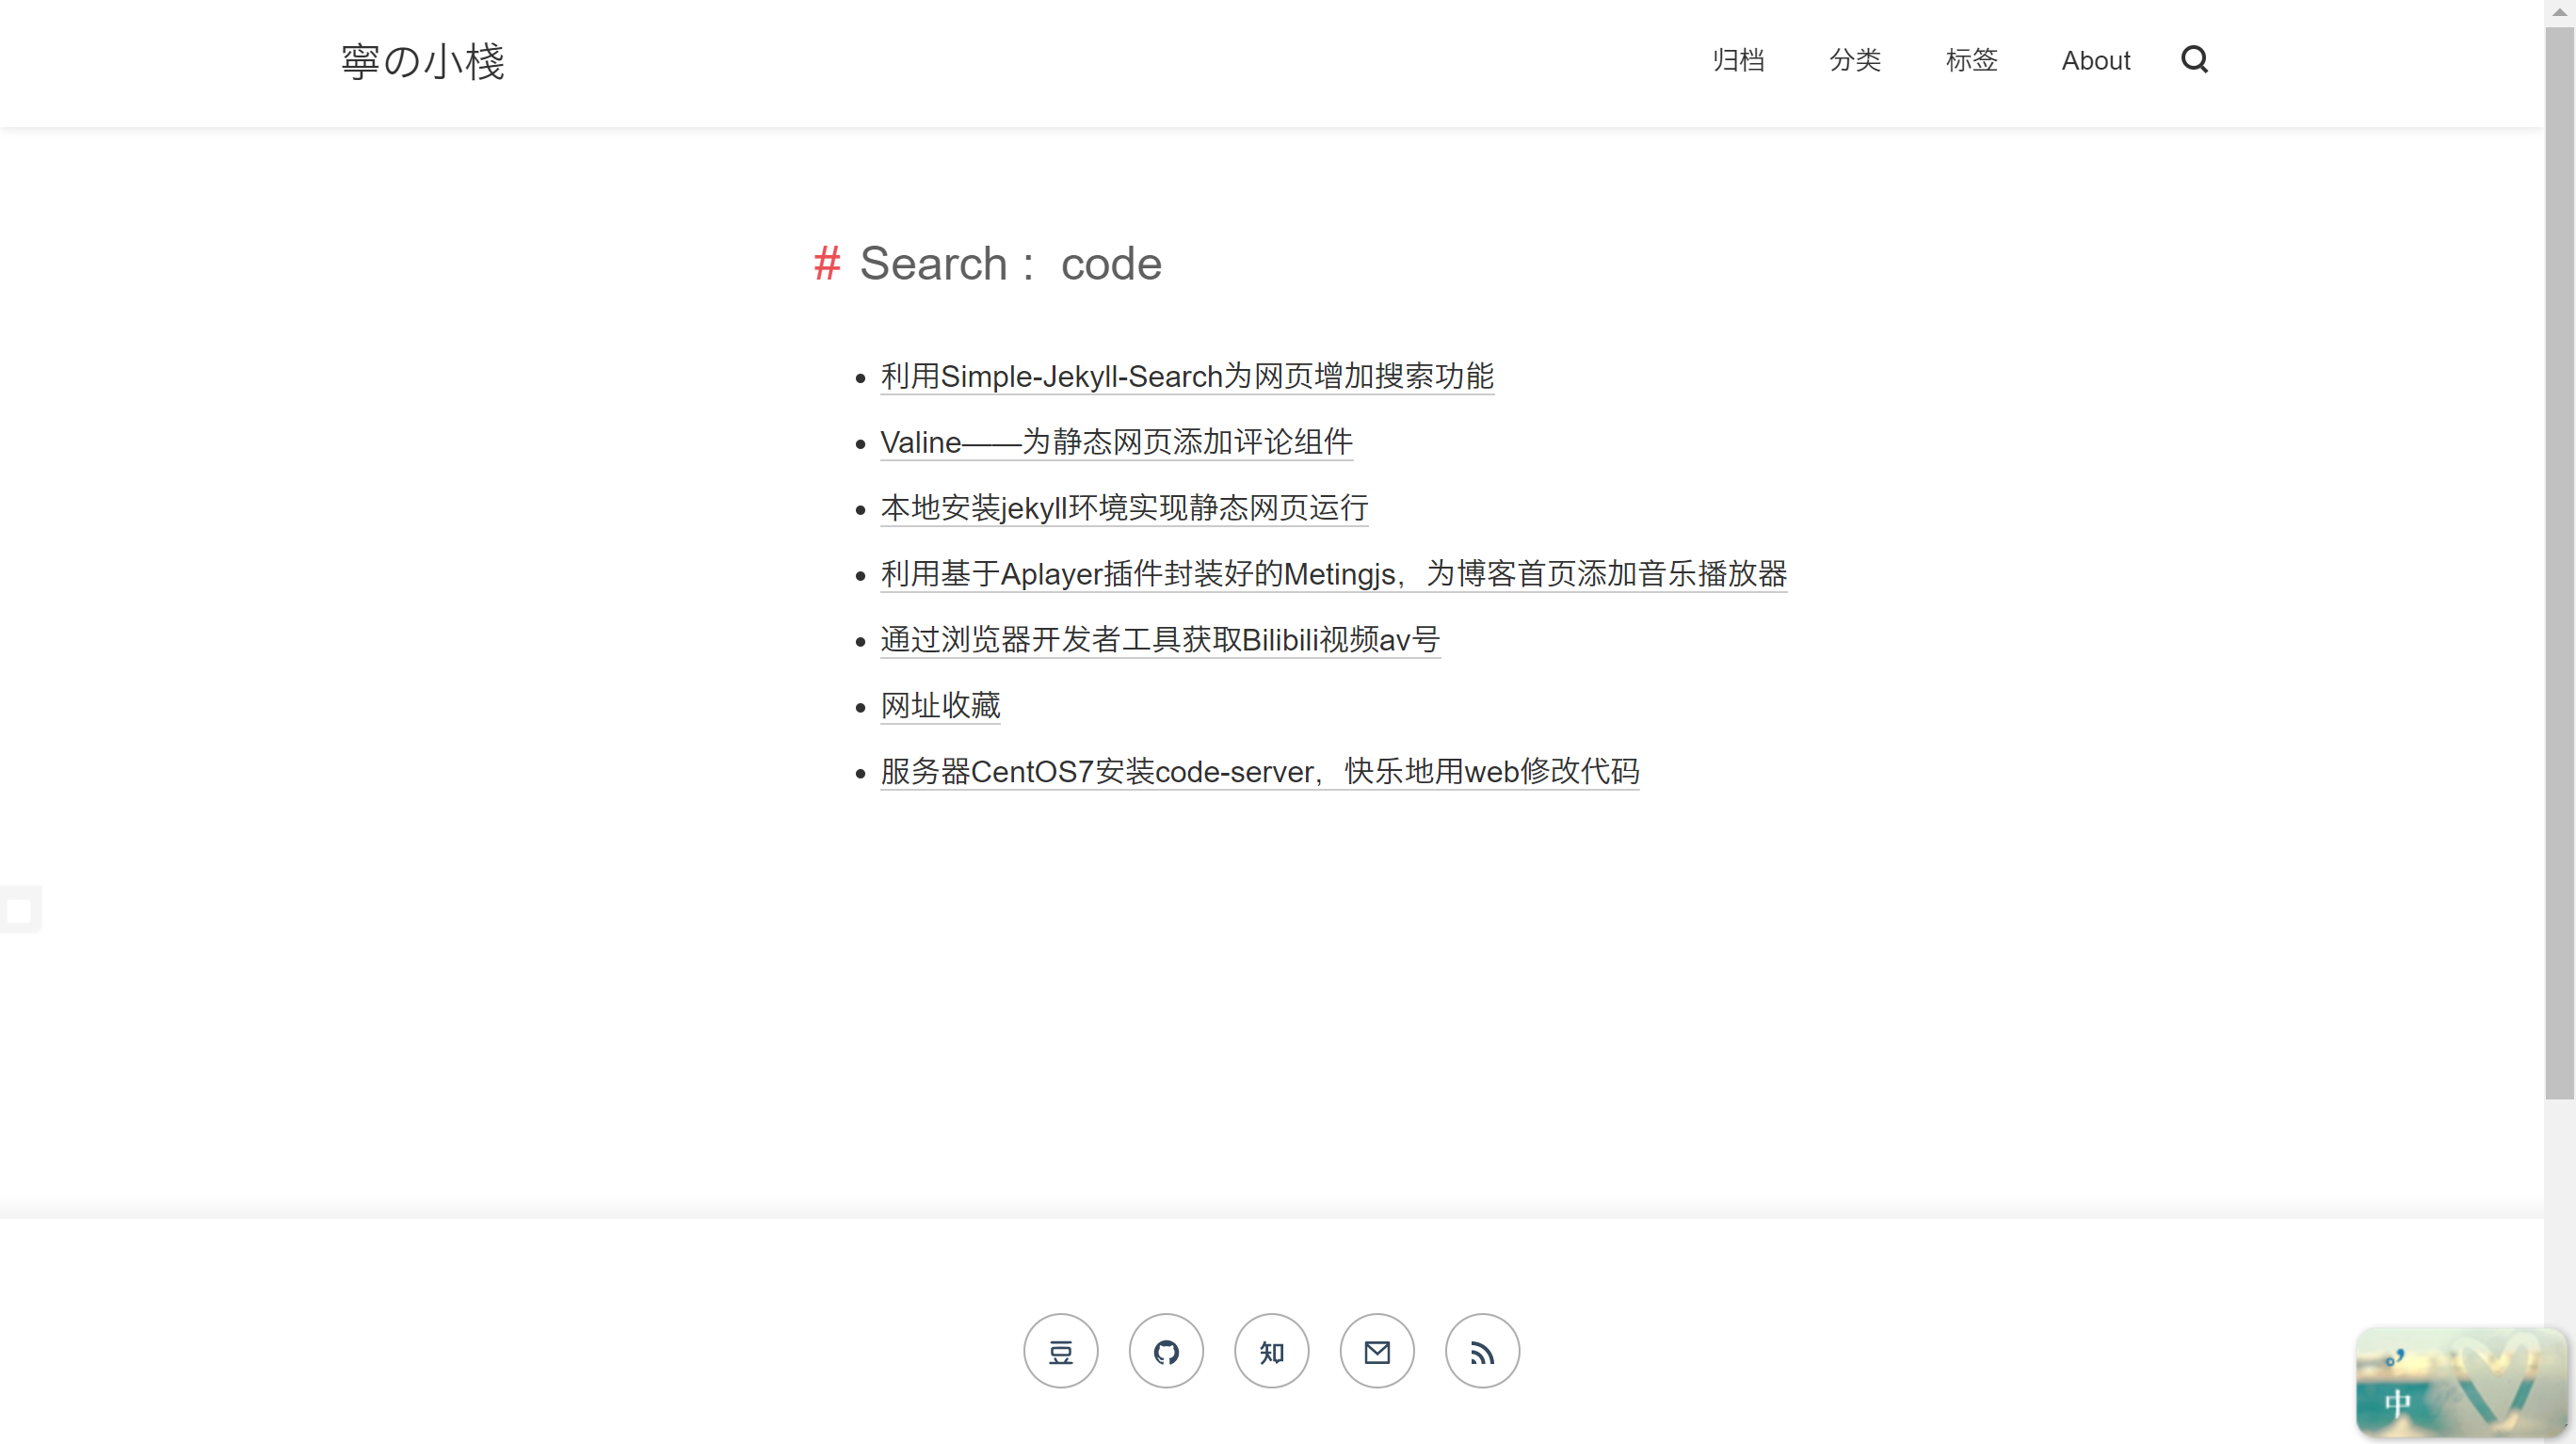 寧の小棧
归档 分类 标签 About
# Search： code
利用Simple-Jekyll-Search为网页增加搜索功能
Valine——为静态网页添加评论组件
本地安装jekyll环境实现静态网页运行
利用基于Aplayer插件封装好的Metingjs，为博客首页添加音乐播放器
通过浏览器开发者工具获取Bilibili视频av号
网址收藏
服务器CentOS7安装code-server，快乐地用web修改代码
豆 知
中